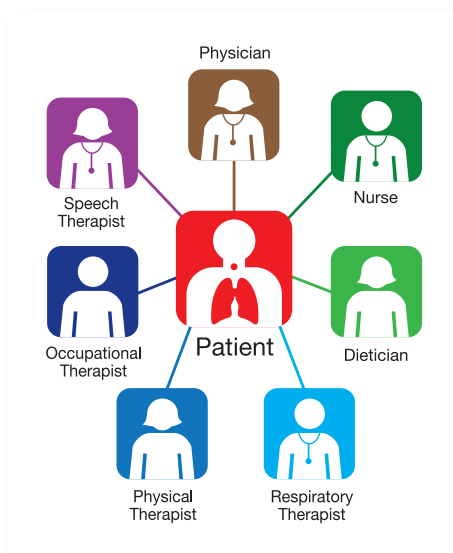 Physician
Speech
Therapist
Nurse
Occupational
Therapist
Patient
Dietician
Physical
Therapist
Respiratory
Therapist